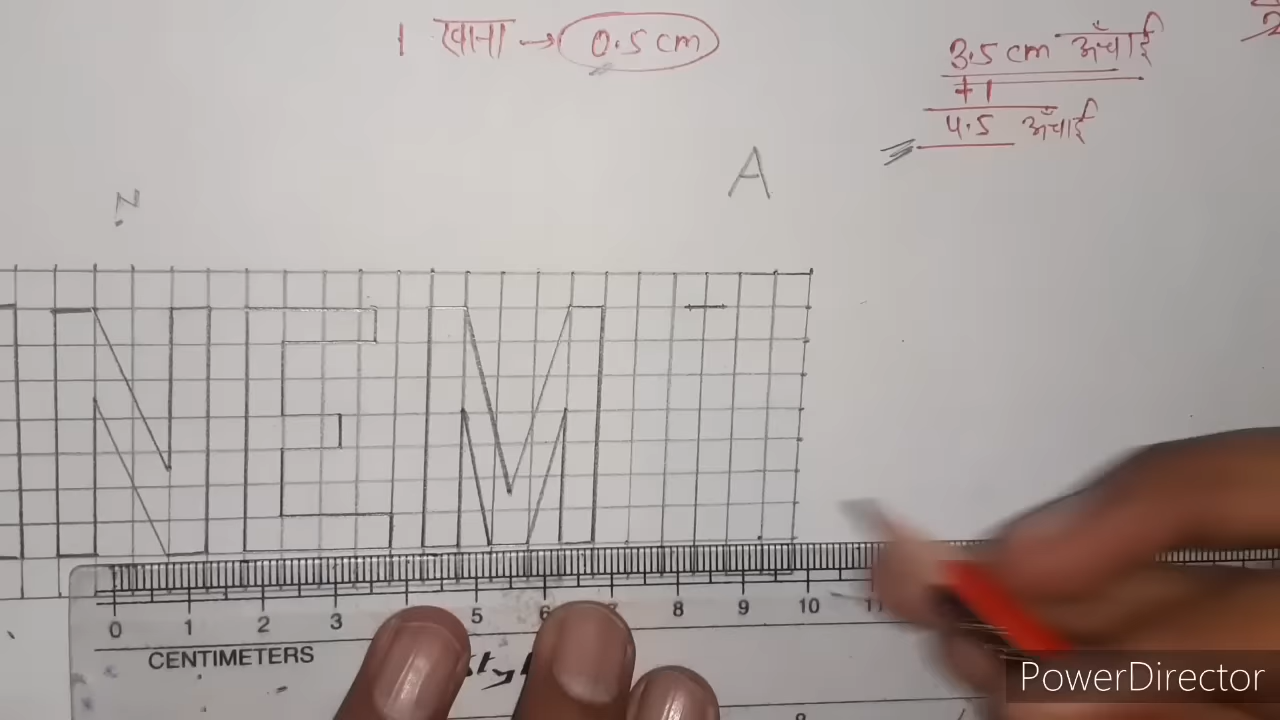 1 खाना → 0.5 cm
3.5 cm ऊँचाई
+1
4.5 ऊँचाई
A
N
N E M
0 1 2 3 5 6 7 8 9 10 11
CENTIMETERS
PowerDirector